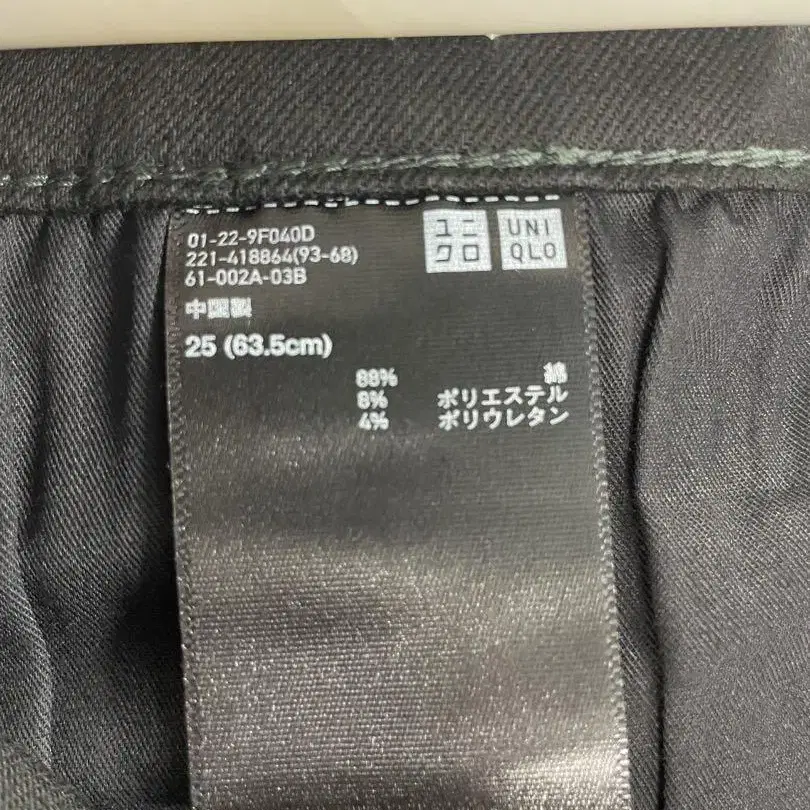 01-22-9F040D
221-418864(93-68)
61-002A-03B
中国製
25 (63.5cm)
88% 綿
8% ポリエステル
4% ポリウレタン
ユニ
クロ
UNI
QLO